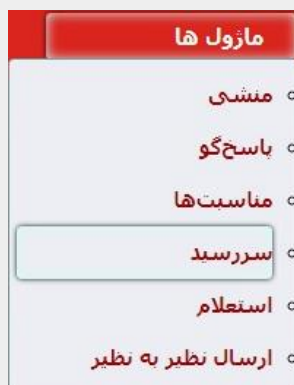 ماژول ها
منشی
پاسخ‌گو
مناسبت‌ها
سررسید
استعلام
ارسال نظیر به نظیر